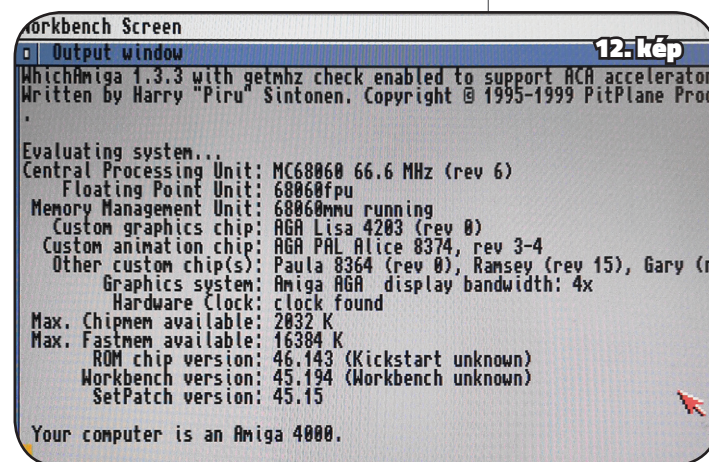 Workbench Screen
Output window
12. kép
WhichAmiga 1.3.3 with getmhz check enabled to support ACA accelerator
Written by Harry "Piru" Sintonen. Copyright © 1995-1999 PitPlane Pro
.
Evaluating system...
Central Processing Unit: MC68060 66.6 MHz (rev 6)
Floating Point Unit: 68060fpu
Memory Management Unit: 68060mmu running
Custom graphics chip: AGA Lisa 4203 (rev 0)
Custom animation chip: AGA PAL Alice 8374, rev 3-4
Other custom chip(s): Paula 8364 (rev 0), Ramsey (rev 15), Gary (
Graphics system: Amiga AGA display bandwidth: 4x
Hardware Clock: clock found
Max. Chipmem available: 2032 K
Max. Fastmem available: 16384 K
ROM chip version: 46.143 (Kickstart unknown)
Workbench version: 45.194 (Workbench unknown)
SetPatch version: 45.15
Your computer is an Amiga 4000.